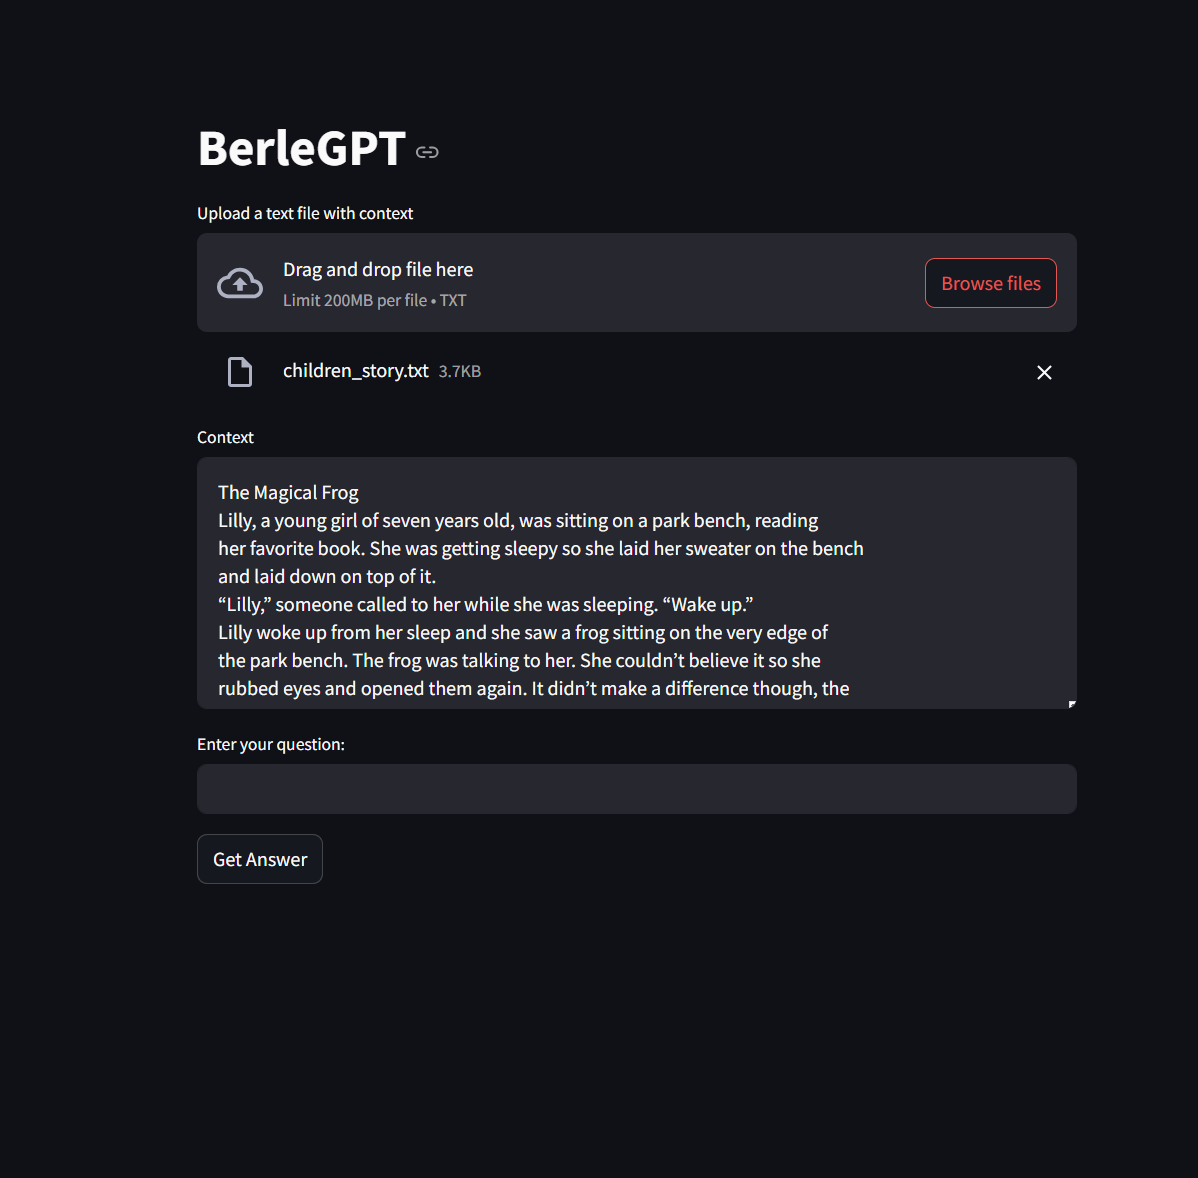 BerleGPT
Upload a text file with context
Drag and drop file here
Limit 200MB per file • TXT
Browse files
children_story.txt 3.7KB
Context
The Magical Frog
Lilly, a young girl of seven years old, was sitting on a park bench, reading
her favorite book. She was getting sleepy so she laid her sweater on the bench
and laid down on top of it.
“Lilly,” someone called to her while she was sleeping. “Wake up.”
Lilly woke up from her sleep and she saw a frog sitting on the very edge of
the park bench. The frog was talking to her. She couldn’t believe it so she
rubbed eyes and opened them again. It didn’t make a difference though, the
Enter your question:
Get Answer